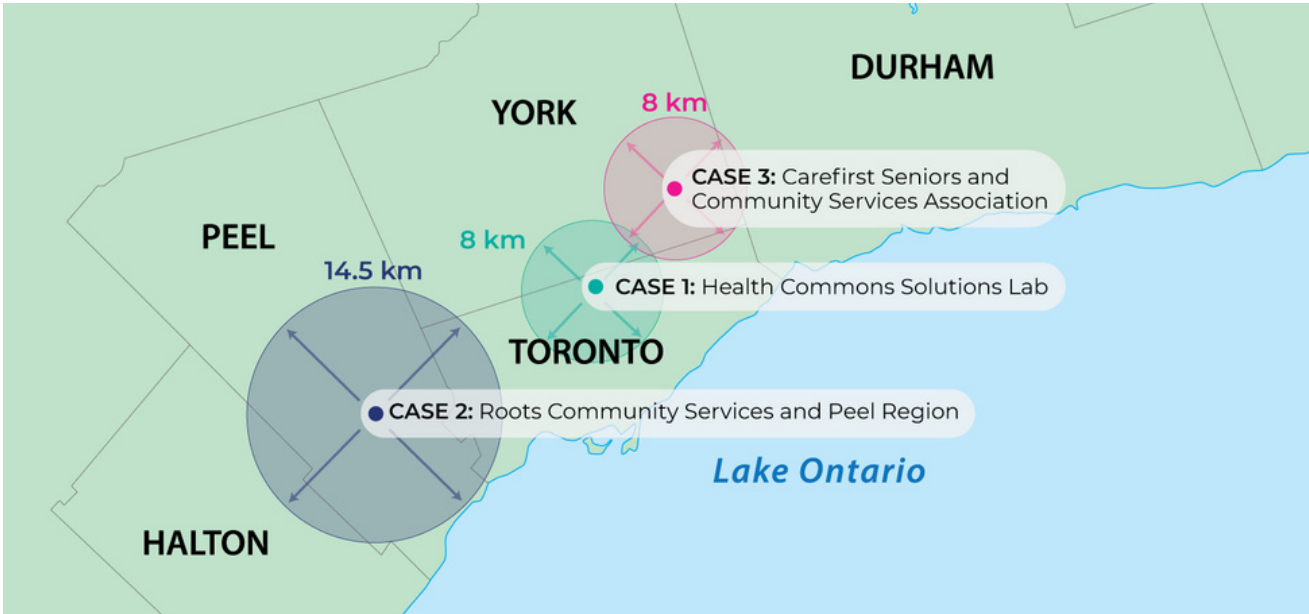 DURHAM
YORK
8 km
CASE 3: Carefirst Seniors and
Community Services Association
PEEL
8 km
14.5 km
CASE 1: Health Commons Solutions Lab
TORONTO
CASE 2: Roots Community Services and Peel Region
Lake Ontario
HALTON